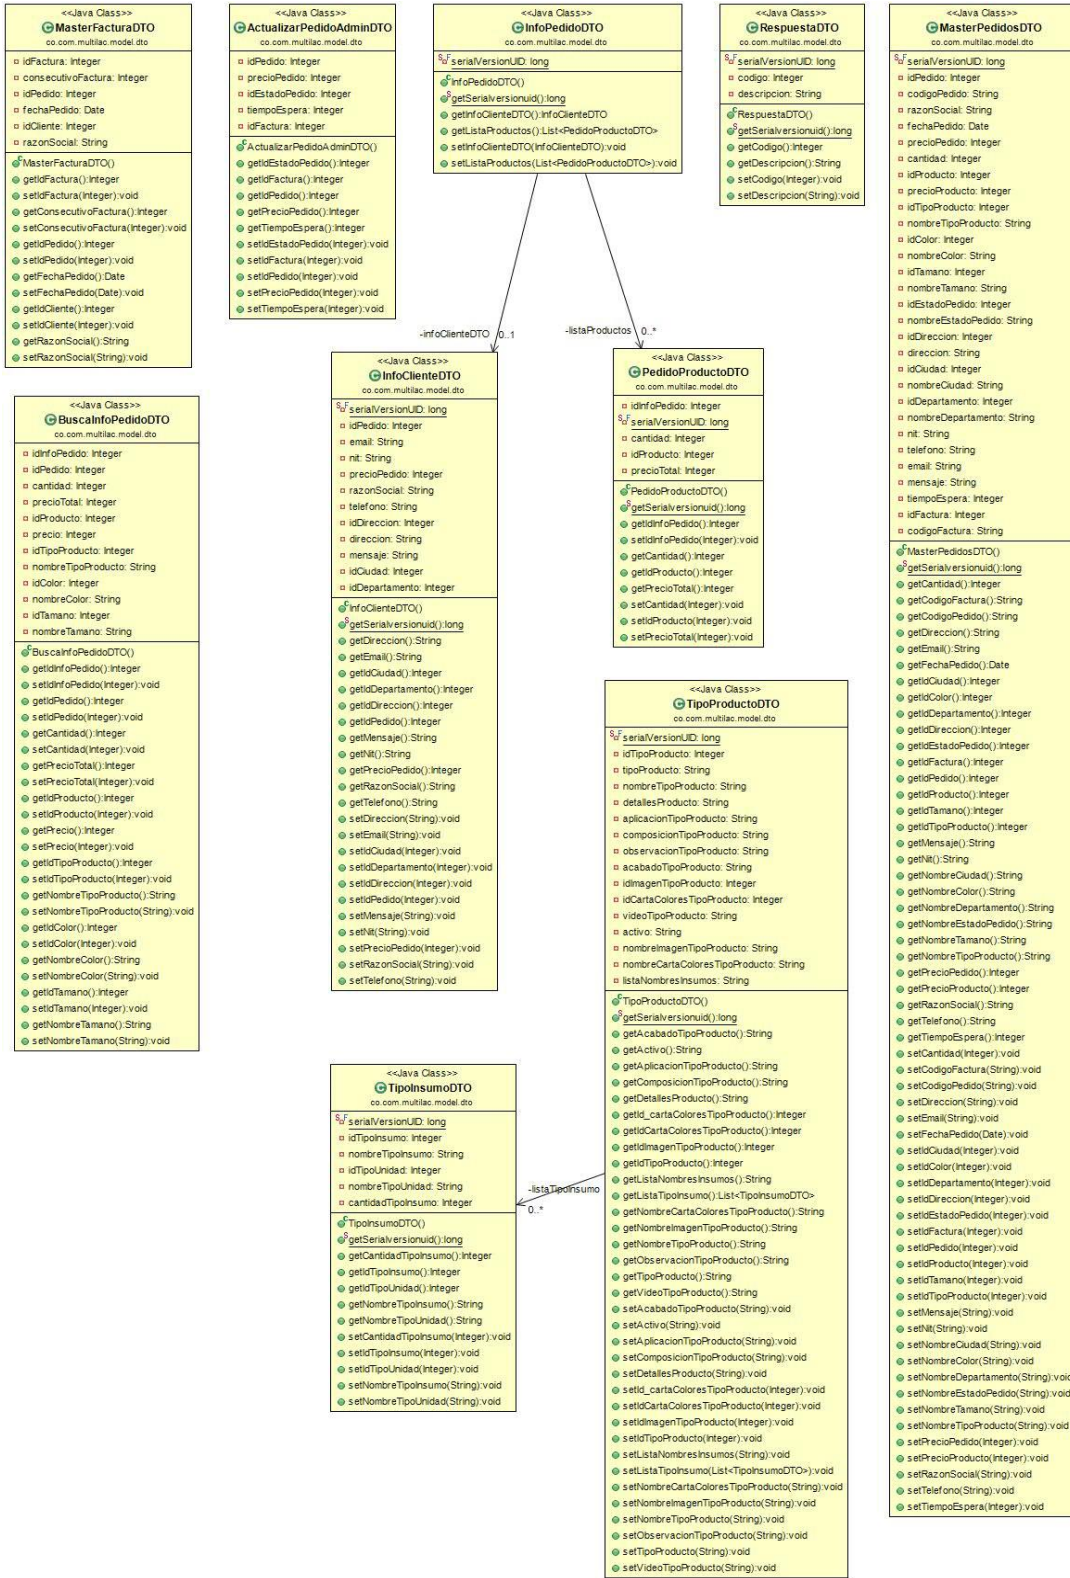 <<Java Class>>
MasterFacturaDTO
co.com.multilac.model.dto
idFactura: Integer
consecutivoFactura: Integer
idPedido: Integer
fechaPedido: Date
idCliente: Integer
razonSocial: String
MasterFacturaDTO()
getIdFactura():Integer
setIdFactura(Integer):void
getConsecutivoFactura():Integer
setConsecutivoFactura(Integer):void
getIdPedido():Integer
setIdPedido(Integer):void
getFechaPedido():Date
setFechaPedido(Date):void
getIdCliente():Integer
setIdCliente(Integer):void
getRazonSocial():String
setRazonSocial(String):void
<<Java Class>>
ActualizarPedidoAdminDTO
co.com.multilac.model.dto
idPedido: Integer
precioPedido: Integer
idEstadoPedido: Integer
tiempoEspera: Integer
idFactura: Integer
ActualizarPedidoAdminDTO()
getIdEstadoPedido():Integer
getIdFactura():Integer
getIdPedido():Integer
getPrecioPedido():Integer
getTiempoEspera():Integer
setIdEstadoPedido(Integer):void
setIdFactura(Integer):void
setIdPedido(Integer):void
setPrecioPedido(Integer):void
setTiempoEspera(Integer):void
<<Java Class>>
InfoPedidoDTO
co.com.multilac.model.dto
serialVersionUID: long
InfoPedidoDTO()
getSerialversionuid():long
getInfoClienteDTO():InfoClienteDTO
getListaProductos():List<PedidoProductoDTO>
setInfoClienteDTO(InfoClienteDTO):void
setListaProductos(List<PedidoProductoDTO>):void
<<Java Class>>
RespuestaDTO
co.com.multilac.model.dto
serialVersionUID: long
codigo: Integer
descripcion: String
RespuestaDTO()
getSerialversionuid():long
getCodigo():Integer
getDescripcion():String
setCodigo(Integer):void
setDescripcion(String):void
<<Java Class>>
MasterPedidosDTO
co.com.multilac.model.dto
serialVersionUID: long
idPedido: Integer
codigoPedido: String
razonSocial: String
fechaPedido: Date
precioPedido: Integer
cantidad: Integer
idProducto: Integer
precioProducto: Integer
idTipoProducto: Integer
nombreTipoProducto: String
idColor: Integer
nombreColor: String
idTamano: Integer
nombreTamano: String
idEstadoPedido: Integer
nombreEstadoPedido: String
idDireccion: Integer
direccion: String
idCiudad: Integer
nombreCiudad: String
idDepartamento: Integer
nombreDepartamento: String
nit: String
telefono: String
email: String
mensaje: String
tiempoEspera: Integer
idFactura: Integer
codigoFactura: String
MasterPedidosDTO()
getSerialversionuid():long
getCantidad():Integer
getCodigoFactura():String
getCodigoPedido():String
getDireccion():String
getEmail():String
getFechaPedido():Date
getIdCiudad():Integer
getIdColor():Integer
getIdDepartamento():Integer
getIdDireccion():Integer
getIdEstadoPedido():Integer
getIdFactura():Integer
getIdPedido():Integer
getIdProducto():Integer
getIdTamano():Integer
getIdTipoProducto():Integer
getMensaje():String
getNit():String
getNombreCiudad():String
getNombreColor():String
getNombreDepartamento():String
getNombreEstadoPedido():String
getNombreTamano():String
getNombreTipoProducto():String
getPrecioPedido():Integer
getPrecioProducto():Integer
getRazonSocial():String
getTelefono():String
getTiempoEspera():Integer
setCantidad(Integer):void
setCodigoFactura(String):void
setCodigoPedido(String):void
setDireccion(String):void
setEmail(String):void
setFechaPedido(Date):void
setIdCiudad(Integer):void
setIdColor(Integer):void
setIdDepartamento(Integer):void
setIdDireccion(Integer):void
setIdEstadoPedido(Integer):void
setIdFactura(Integer):void
setIdPedido(Integer):void
setIdProducto(Integer):void
setIdTamano(Integer):void
setIdTipoProducto(Integer):void
setMensaje(String):void
setNit(String):void
setNombreCiudad(String):void
setNombreColor(String):void
setNombreDepartamento(String):void
setNombreEstadoPedido(String):void
setNombreTamano(String):void
setNombreTipoProducto(String):void
setPrecioPedido(Integer):void
setPrecioProducto(Integer):void
setRazonSocial(String):void
setTelefono(String):void
setTiempoEspera(Integer):void
-infoClienteDTO 0..1
-listaProductos 0..*
<<Java Class>>
BuscaInfoPedidoDTO
co.com.multilac.model.dto
idInfoPedido: Integer
idPedido: Integer
cantidad: Integer
precioTotal: Integer
idProducto: Integer
precio: Integer
idTipoProducto: Integer
nombreTipoProducto: String
idColor: Integer
nombreColor: String
idTamano: Integer
nombreTamano: String
BuscaInfoPedidoDTO()
getIdInfoPedido():Integer
setIdInfoPedido(Integer):void
getIdPedido():Integer
setIdPedido(Integer):void
getCantidad():Integer
setCantidad(Integer):void
getPrecioTotal():Integer
setPrecioTotal(Integer):void
getIdProducto():Integer
setIdProducto(Integer):void
getPrecio():Integer
setPrecio(Integer):void
getIdTipoProducto():Integer
setIdTipoProducto(Integer):void
getNombreTipoProducto():String
setNombreTipoProducto(String):void
getIdColor():Integer
setIdColor(Integer):void
getNombreColor():String
setNombreColor(String):void
getIdTamano():Integer
setIdTamano(Integer):void
getNombreTamano():String
setNombreTamano(String):void
<<Java Class>>
InfoClienteDTO
co.com.multilac.model.dto
serialVersionUID: long
idPedido: Integer
email: String
nit: String
precioPedido: Integer
razonSocial: String
telefono: String
idDireccion: Integer
direccion: String
mensaje: String
idCiudad: Integer
idDepartamento: Integer
InfoClienteDTO()
getSerialversionuid():long
getDireccion():String
getEmail():String
getIdCiudad():Integer
getIdDepartamento():Integer
getIdDireccion():Integer
getIdPedido():Integer
getMensaje():String
getNit():String
getPrecioPedido():Integer
getRazonSocial():String
getTelefono():String
setDireccion(String):void
setEmail(String):void
setIdCiudad(Integer):void
setIdDepartamento(Integer):void
setIdDireccion(Integer):void
setIdPedido(Integer):void
setMensaje(String):void
setNit(String):void
setPrecioPedido(Integer):void
setRazonSocial(String):void
setTelefono(String):void
<<Java Class>>
PedidoProductoDTO
co.com.multilac.model.dto
idInfoPedido: Integer
serialVersionUID: long
cantidad: Integer
idProducto: Integer
precioTotal: Integer
PedidoProductoDTO()
getSerialversionuid():long
getIdInfoPedido():Integer
setIdInfoPedido(Integer):void
getCantidad():Integer
getIdProducto():Integer
getPrecioTotal():Integer
setCantidad(Integer):void
setIdProducto(Integer):void
setPrecioTotal(Integer):void
<<Java Class>>
TipoProductoDTO
co.com.multilac.model.dto
serialVersionUID: long
idTipoProducto: Integer
tipoProducto: String
nombreTipoProducto: String
detallesProducto: String
aplicacionTipoProducto: String
composicionTipoProducto: String
observacionTipoProducto: String
acabadoTipoProducto: String
idImagenTipoProducto: Integer
idCartaColoresTipoProducto: Integer
videoTipoProducto: String
activo: String
nombreImagenTipoProducto: String
nombreCartaColoresTipoProducto: String
listaNombresInsumos: String
TipoProductoDTO()
getSerialversionuid():long
getAcabadoTipoProducto():String
getActivo():String
getAplicacionTipoProducto():String
getComposicionTipoProducto():String
getDetallesProducto():String
getId_cartaColoresTipoProducto():Integer
getIdCartaColoresTipoProducto():Integer
getIdImagenTipoProducto():Integer
getIdTipoProducto():Integer
getListaNombresInsumos():String
getListaTipoInsumo():List<TipoInsumoDTO>
getNombreCartaColoresTipoProducto():String
getNombreImagenTipoProducto():String
getNombreTipoProducto():String
getObservacionTipoProducto():String
getTipoProducto():String
getVideoTipoProducto():String
setAcabadoTipoProducto(String):void
setActivo(String):void
setAplicacionTipoProducto(String):void
setComposicionTipoProducto(String):void
setDetallesProducto(String):void
setId_cartaColoresTipoProducto(Integer):void
setIdCartaColoresTipoProducto(Integer):void
setIdImagenTipoProducto(Integer):void
setIdTipoProducto(Integer):void
setListaNombresInsumos(String):void
setListaTipoInsumo(List<TipoInsumoDTO>):void
setNombreCartaColoresTipoProducto(String):void
setNombreImagenTipoProducto(String):void
setNombreTipoProducto(String):void
setObservacionTipoProducto(String):void
setTipoProducto(String):void
setVideoTipoProducto(String):void
<<Java Class>>
TipoInsumoDTO
co.com.multilac.model.dto
serialVersionUID: long
idTipoInsumo: Integer
nombreTipoInsumo: String
idTipoUnidad: Integer
nombreTipoUnidad: String
cantidadTipoInsumo: Integer
TipoInsumoDTO()
getSerialversionuid():long
getCantidadTipoInsumo():Integer
getIdTipoInsumo():Integer
getIdTipoUnidad():Integer
getNombreTipoInsumo():String
getNombreTipoUnidad():String
setCantidadTipoInsumo(Integer):void
setIdTipoInsumo(Integer):void
setIdTipoUnidad(Integer):void
setNombreTipoInsumo(String):void
setNombreTipoUnidad(String):void
-listaTipoInsumo
0..*